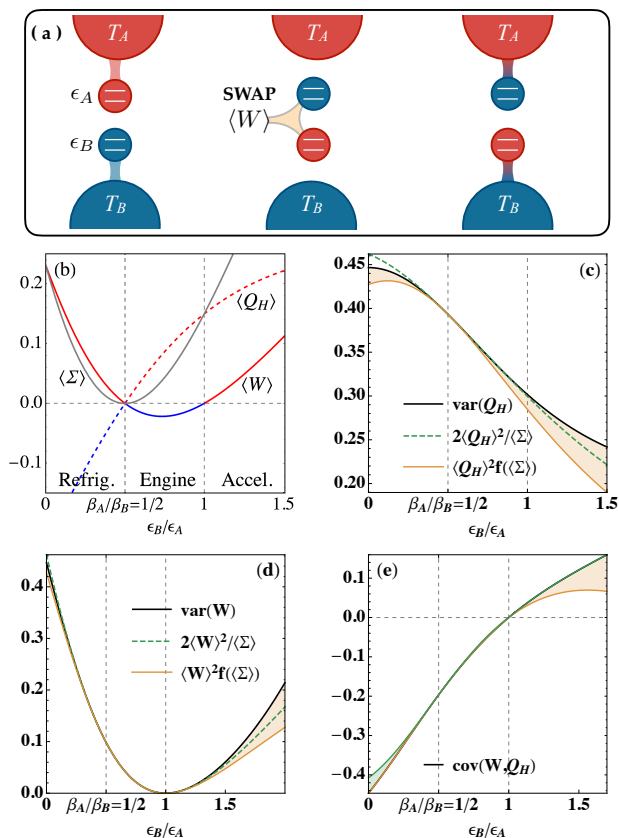 (a)
T_A T_A T_A
ϵ_A SWAP
ϵ_B ⟨W⟩
T_B T_B T_B
(b)
0.2
0.1
0.0
−0.1
⟨Σ⟩
⟨Q_H⟩
⟨W⟩
Refrig. Engine Accel.
0 β_A/β_B=1/2 1 1.5
ϵ_B/ϵ_A
(c)
0.45
0.40
0.35
0.30
0.25
0.20
var(Q_H)
2⟨Q_H⟩²/⟨Σ⟩
⟨Q_H⟩²f(⟨Σ⟩)
0 β_A/β_B=1/2 1 1.5
ϵ_B/ϵ_A
(d)
0.4
0.3
0.2
0.1
0.0
var(W)
2⟨W⟩²/⟨Σ⟩
⟨W⟩²f(⟨Σ⟩)
0 β_A/β_B=1/2 1 1.5
ϵ_B/ϵ_A
(e)
0.1
0.0
−0.1
−0.2
−0.3
−0.4
cov(W,Q_H)
0 β_A/β_B=1/2 1 1.5
ϵ_B/ϵ_A